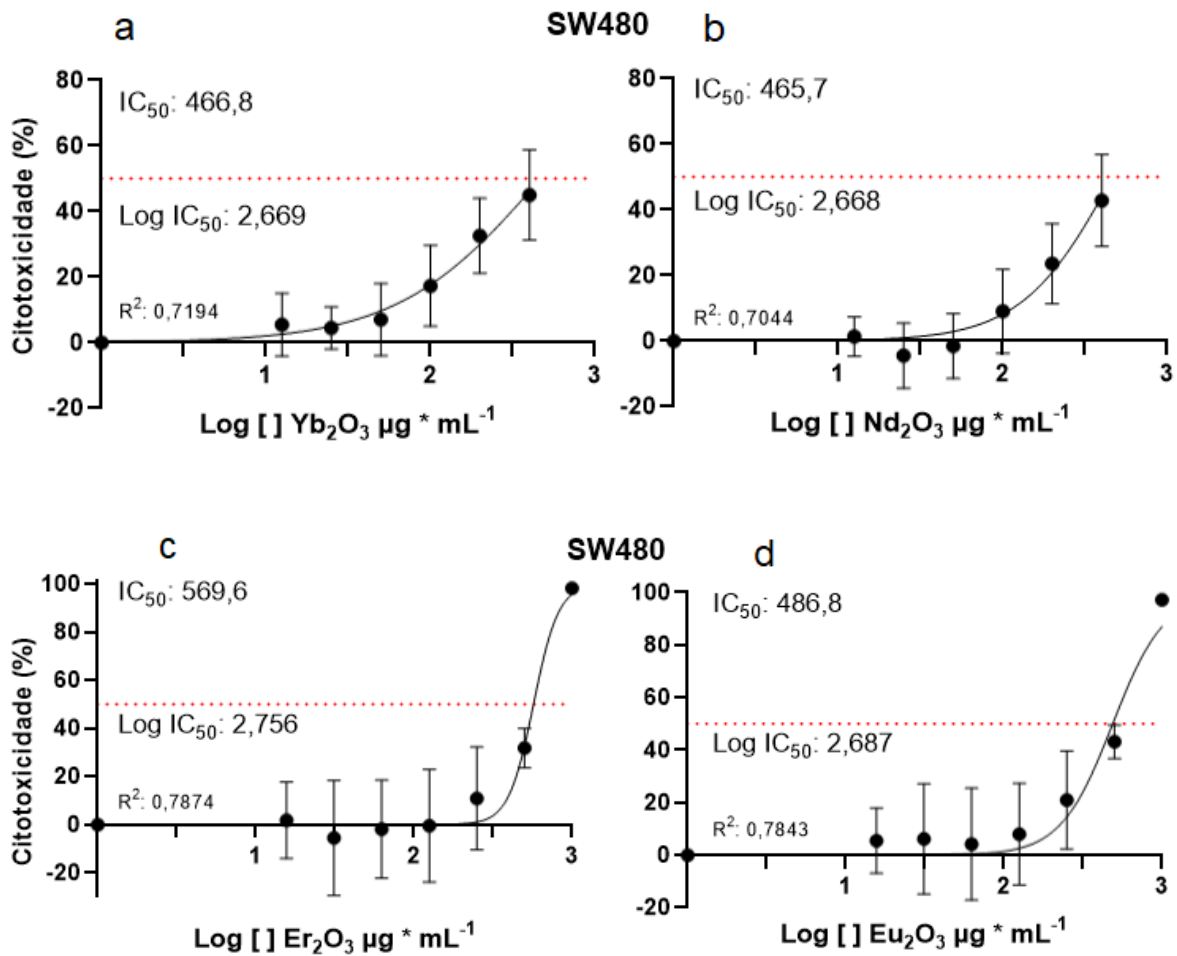 a
SW480
b
Citotoxicidade (%)
80
60
40
20
0
-20
IC50: 466,8
Log IC50: 2,669
R2: 0,7194
1
2
3
Log [ ] Yb2O3 µg * mL-1
80
60
40
20
0
-20
IC50: 465,7
Log IC50: 2,668
R2: 0,7044
1
2
3
Log [ ] Nd2O3 µg * mL-1
c
SW480
d
Citotoxicidade (%)
100
80
60
40
20
0
-20
IC50: 569,6
Log IC50: 2,756
R2: 0,7874
1
2
3
Log [ ] Er2O3 µg * mL-1
100
80
60
40
20
0
-20
IC50: 486,8
Log IC50: 2,687
R2: 0,7843
1
2
3
Log [ ] Eu2O3 µg * mL-1